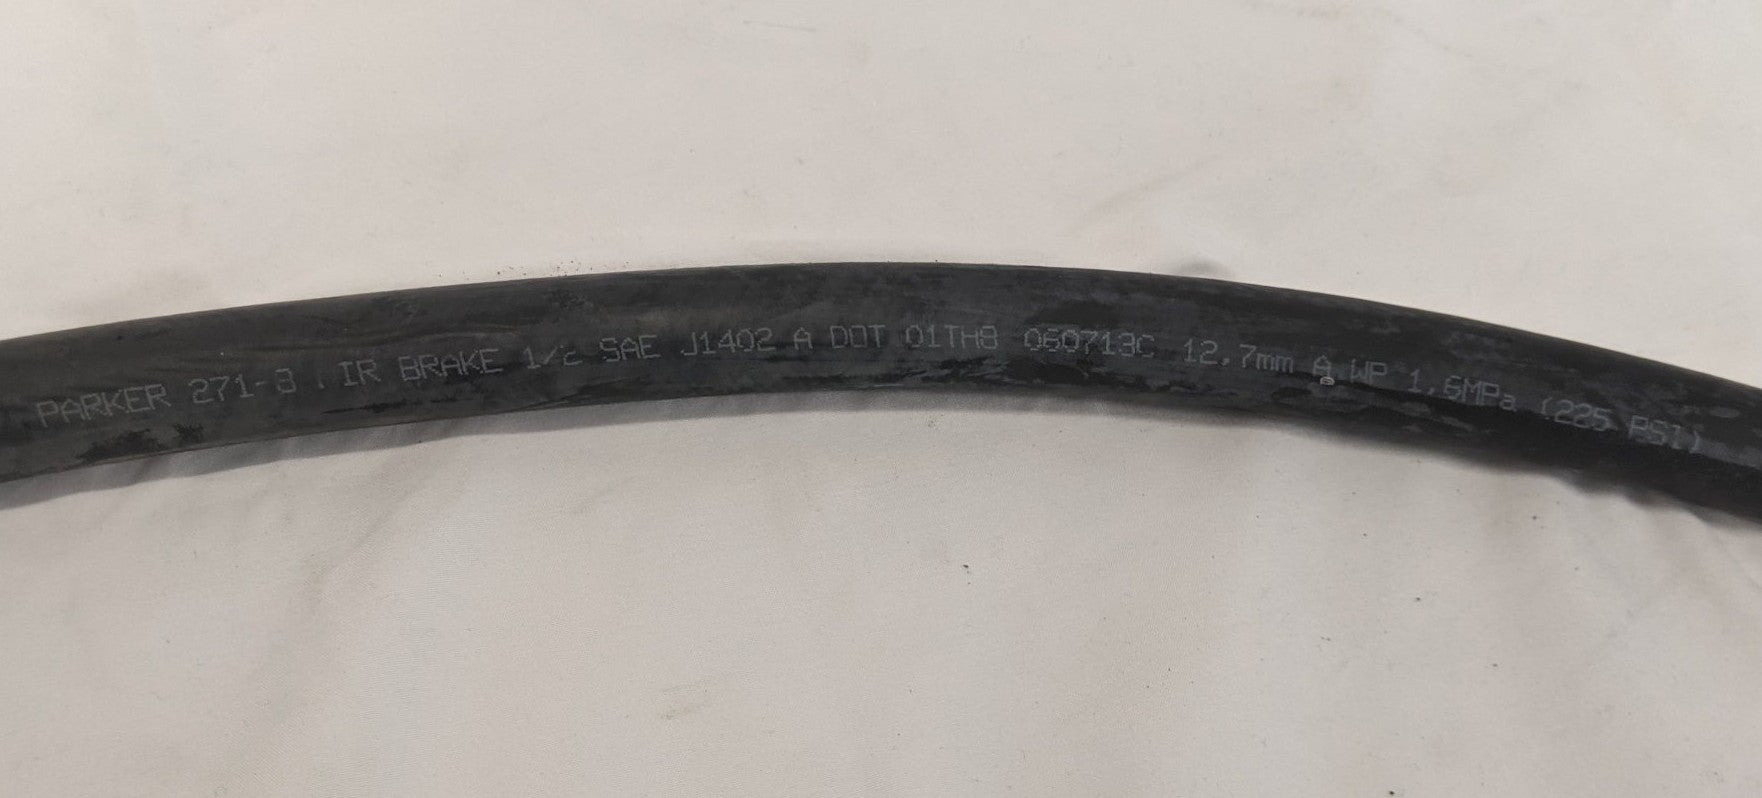 PARKER 271-8 IR BRAKE 1/2 SAE J1402 A DOT 01TH8 060713C 12.7mm A WP 1.6MPa (225 PSI)